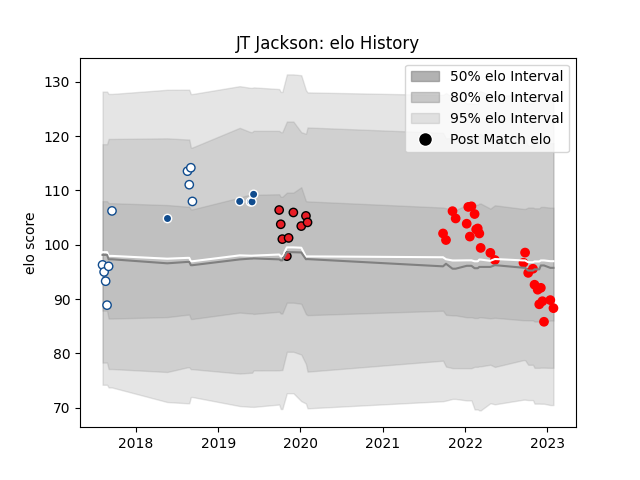 JT Jackson: elo History
50% elo Interval
80% elo Interval
95% elo Interval
Post Match elo
elo score
130
120
110
100
90
80
70
2018 2019 2020 2021 2022 2023